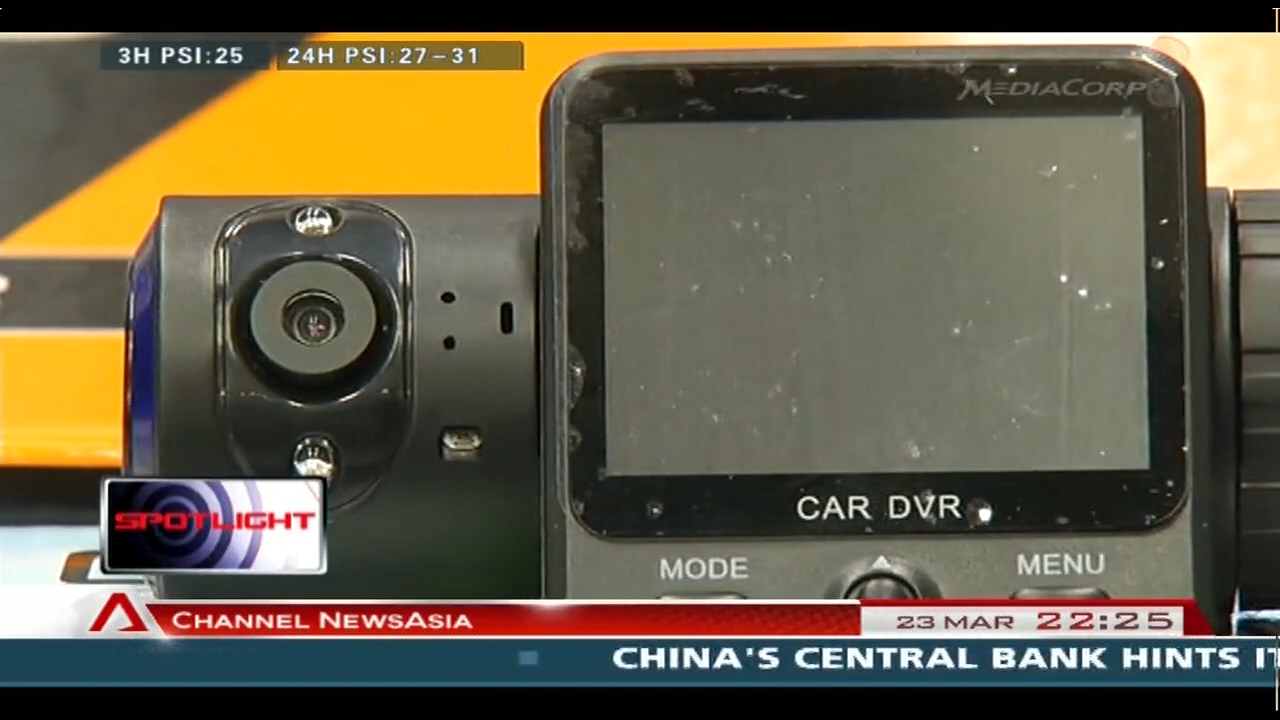 3H PSI:25 24H PSI:27–31
MEDIACORP
CAR DVR
MODE MENU
SPOTLIGHT
CHANNEL NEWSASIA 23 MAR 22:25
CHINA'S CENTRAL BANK HINTS